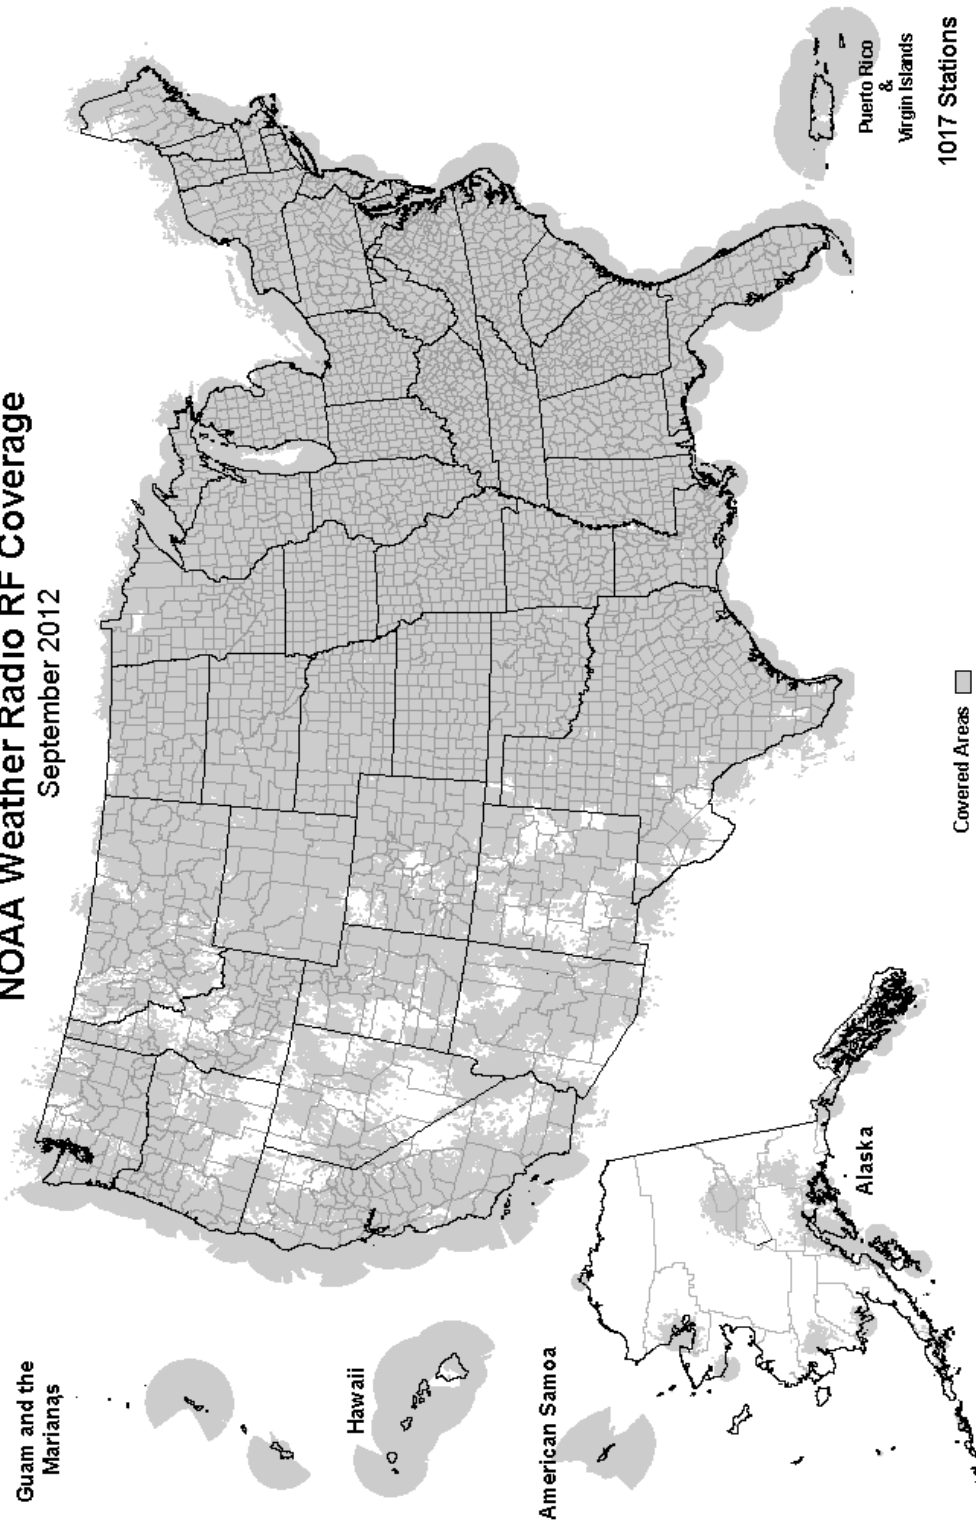 NOAA Weather Radio RF Coverage
September 2012
Guam and the
Marianas
Hawaii
American Samoa
Alaska
Covered Areas
Puerto Rico
&
Virgin Islands
1017 Stations